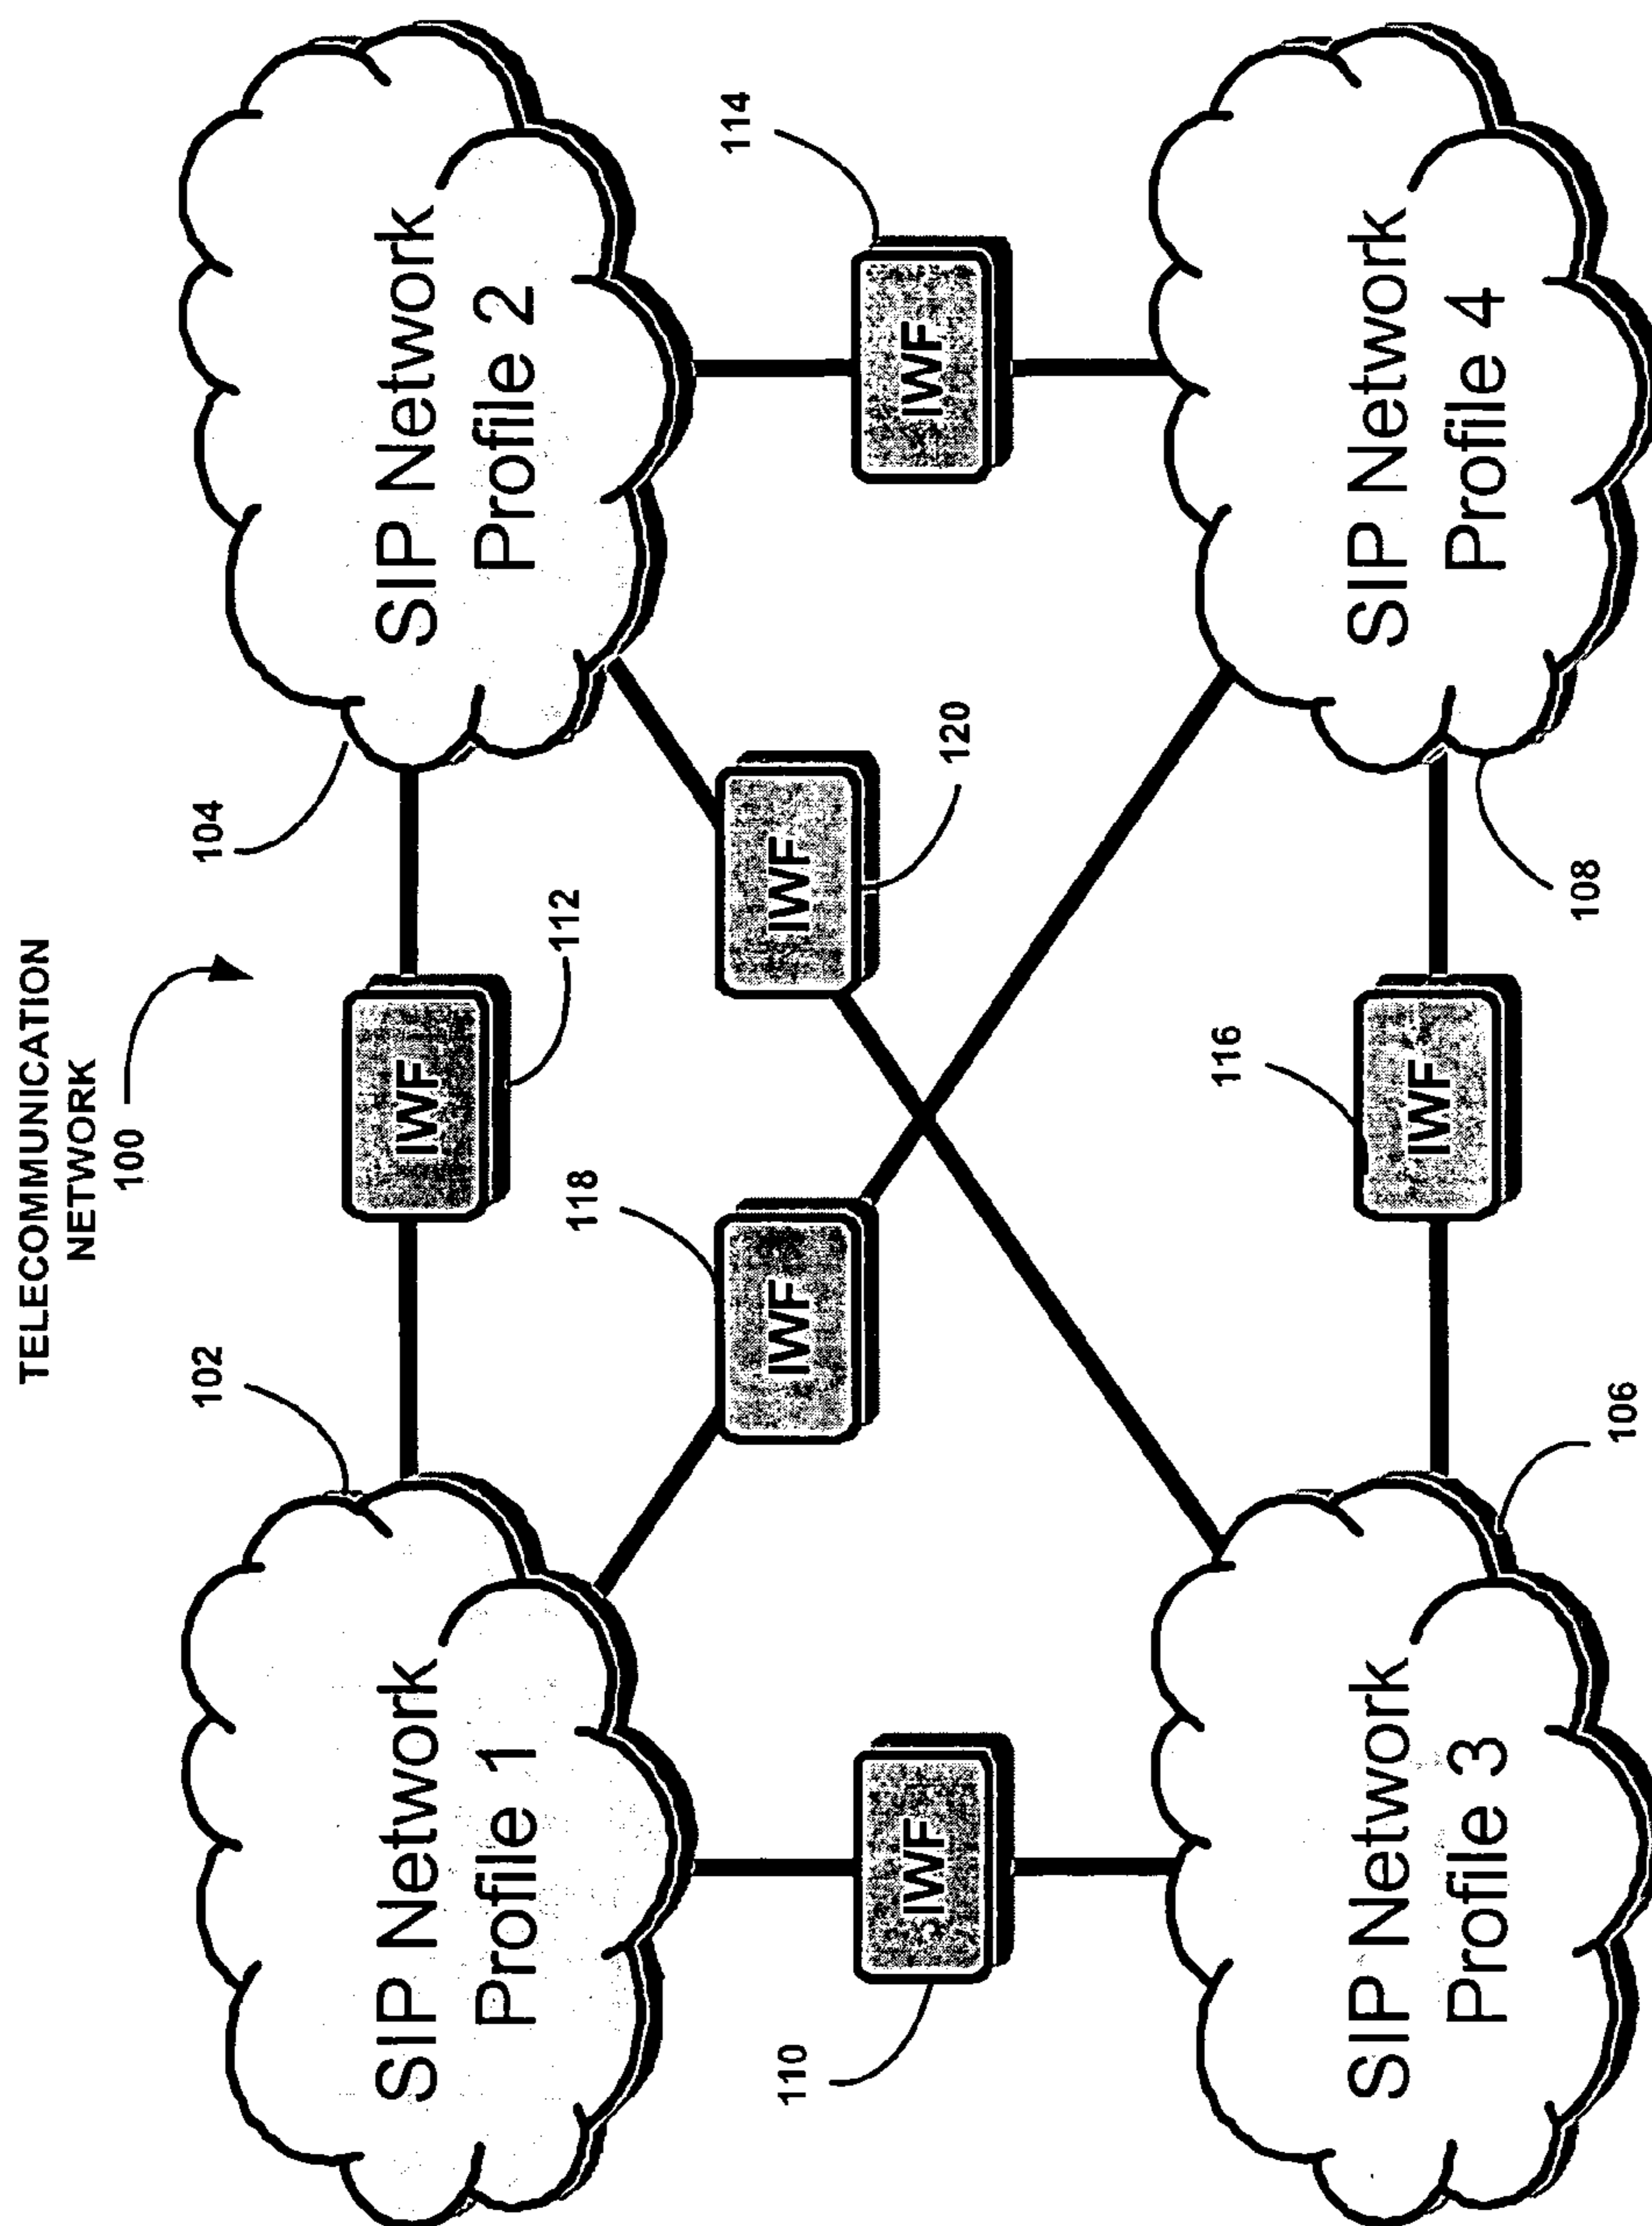 TELECOMMUNICATION
NETWORK
100
102
104
SIP Network
Profile 1
IWF
112
SIP Network
Profile 2
118
IWF
IWF
120
110
IWF
IWF
114
SIP Network
Profile 3
116
IWF
SIP Network
Profile 4
106
108